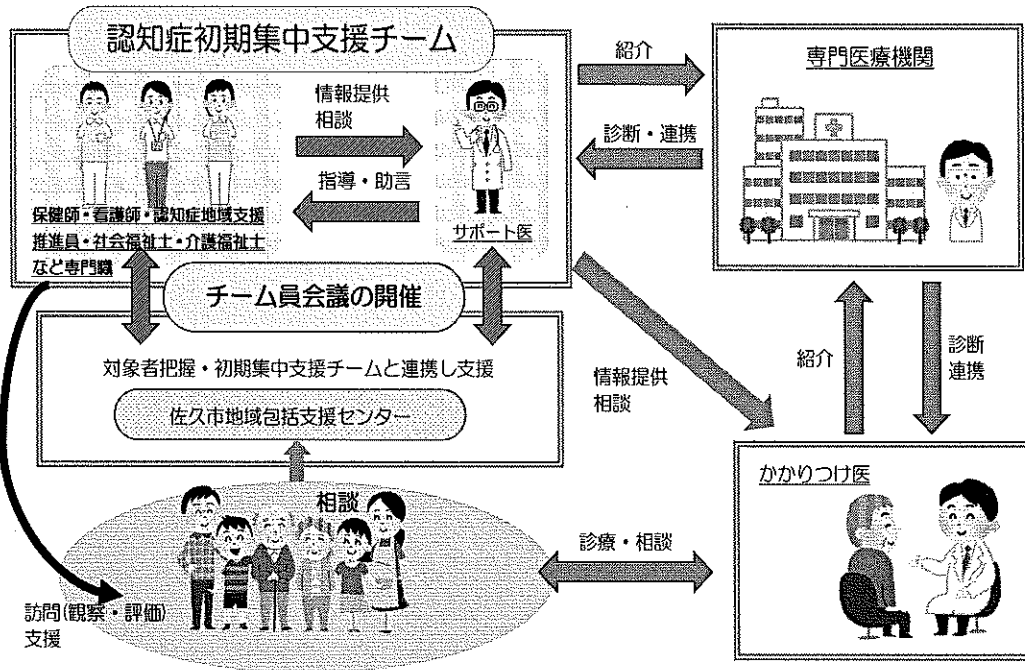 認知症初期集中支援チーム
情報提供
相談
指導・助言
保健師・看護師・認知症地域支援
推進員・社会福祉士・介護福祉士
など専門職
サポート医
紹介
診断・連携
専門医療機関
チーム員会議の開催
対象者把握・初期集中支援チームと連携し支援
佐久市地域包括支援センター
情報提供
相談
紹介
診断
連携
かかりつけ医
相談
診療・相談
訪問(観察・評価)
支援